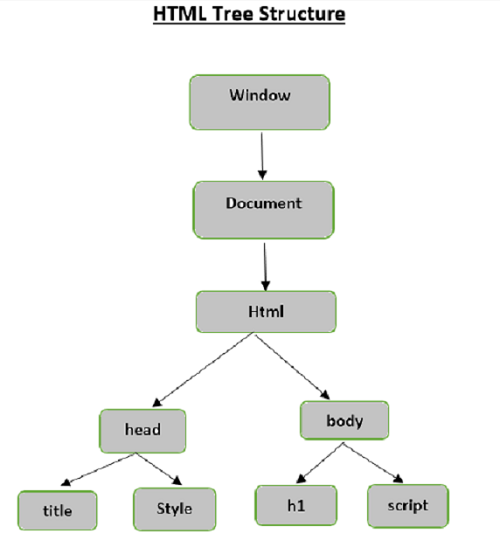 HTML Tree Structure
Window
Document
Html
head
body
title
Style
h1
script